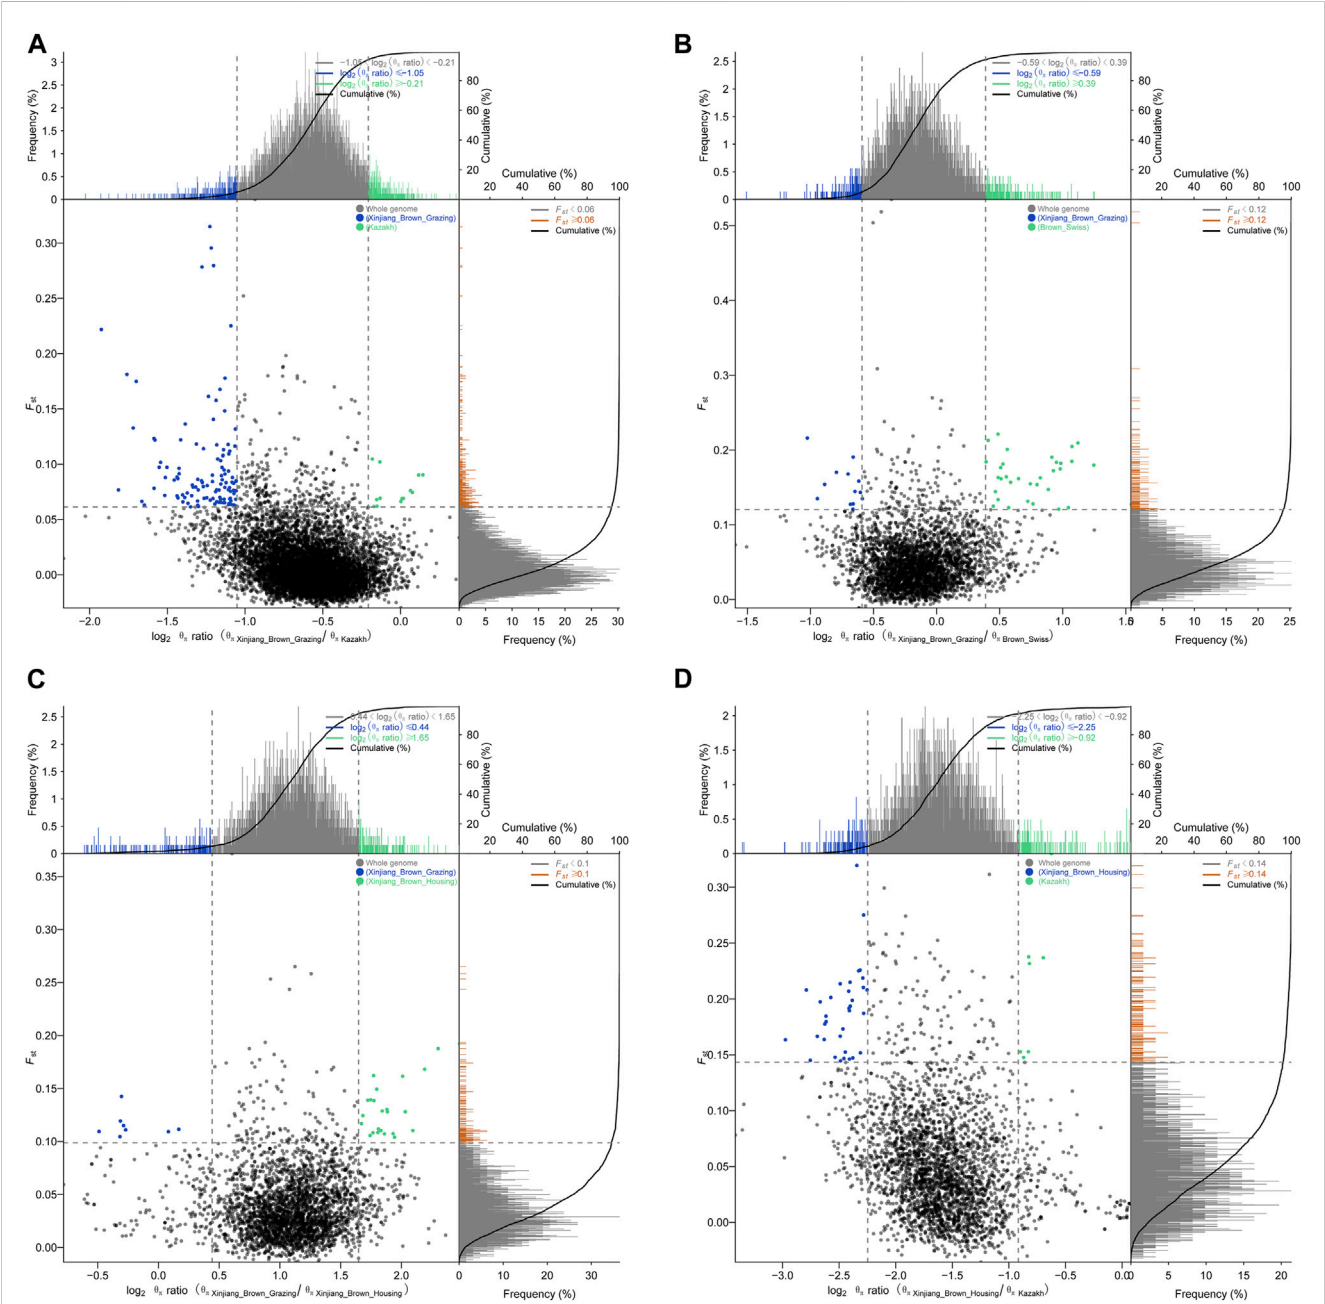 A
3
2.5
2
1.5
1
0.5
0
Frequency (%)
−1.05 < log2 (θπ ratio) < −0.21
log2 (θπ ratio) ≤−1.05
log2 (θπ ratio) ≥−0.21
Cumulative (%)
80
60
40
20
Cumulative (%)
Cumulative (%)
20 40 60 80 100
Whole genome
(Xinjiang_Brown_Grazing)
(Kazakh)
Fst < 0.06
Fst ≥0.06
Cumulative (%)
0.30
0.25
0.20
0.15
0.10
0.05
0.00
Fst
−2.0 −1.5 −1.0 −0.5 0.0
0 5 10 15 20 25 30
log2 θπ ratio (θπ Xinjiang_Brown_Grazing/ θπ Kazakh)
Frequency (%)
B
2.5
2
1.5
1
0.5
0
Frequency (%)
−0.59 < log2 (θπ ratio) < 0.39
log2 (θπ ratio) ≤−0.59
log2 (θπ ratio) ≥0.39
Cumulative (%)
80
60
40
20
Cumulative (%)
Cumulative (%)
20 40 60 80 100
Whole genome
(Xinjiang_Brown_Grazing)
(Brown_Swiss)
Fst < 0.12
Fst ≥0.12
Cumulative (%)
0.5
0.4
0.3
0.2
0.1
0.0
Fst
−1.5 −1.0 −0.5 0.0 0.5 1.0
0 5 10 15 20 25
log2 θπ ratio (θπ Xinjiang_Brown_Grazing/ θπ Brown_Swiss)
Frequency (%)
C
2.5
2
1.5
1
0.5
0
Frequency (%)
0.44 < log2 (θπ ratio) < 1.65
log2 (θπ ratio) ≤0.44
log2 (θπ ratio) ≥1.65
Cumulative (%)
80
60
40
20
Cumulative (%)
Cumulative (%)
20 40 60 80 100
Whole genome
(Xinjiang_Brown_Grazing)
(Xinjiang_Brown_Housing)
Fst < 0.1
Fst ≥0.1
Cumulative (%)
0.35
0.30
0.25
0.20
0.15
0.10
0.05
0.00
Fst
−0.5 0.0 0.5 1.0 1.5 2.0
0 10 20 30
log2 θπ ratio (θπ Xinjiang_Brown_Grazing/ θπ Xinjiang_Brown_Housing)
Frequency (%)
D
2
1.5
1
0.5
0
Frequency (%)
−2.25 < log2 (θπ ratio) < −0.92
log2 (θπ ratio) ≤−2.25
log2 (θπ ratio) ≥−0.92
Cumulative (%)
80
60
40
20
Cumulative (%)
Cumulative (%)
20 40 60 80 100
Whole genome
(Xinjiang_Brown_Housing)
(Kazakh)
Fst < 0.14
Fst ≥0.14
Cumulative (%)
0.30
0.25
0.20
0.15
0.10
0.05
0.00
Fst
−3.0 −2.5 −2.0 −1.5 −1.0 −0.5 0.0
0 5 10 15 20
log2 θπ ratio (θπ Xinjiang_Brown_Housing/ θπ Kazakh)
Frequency (%)